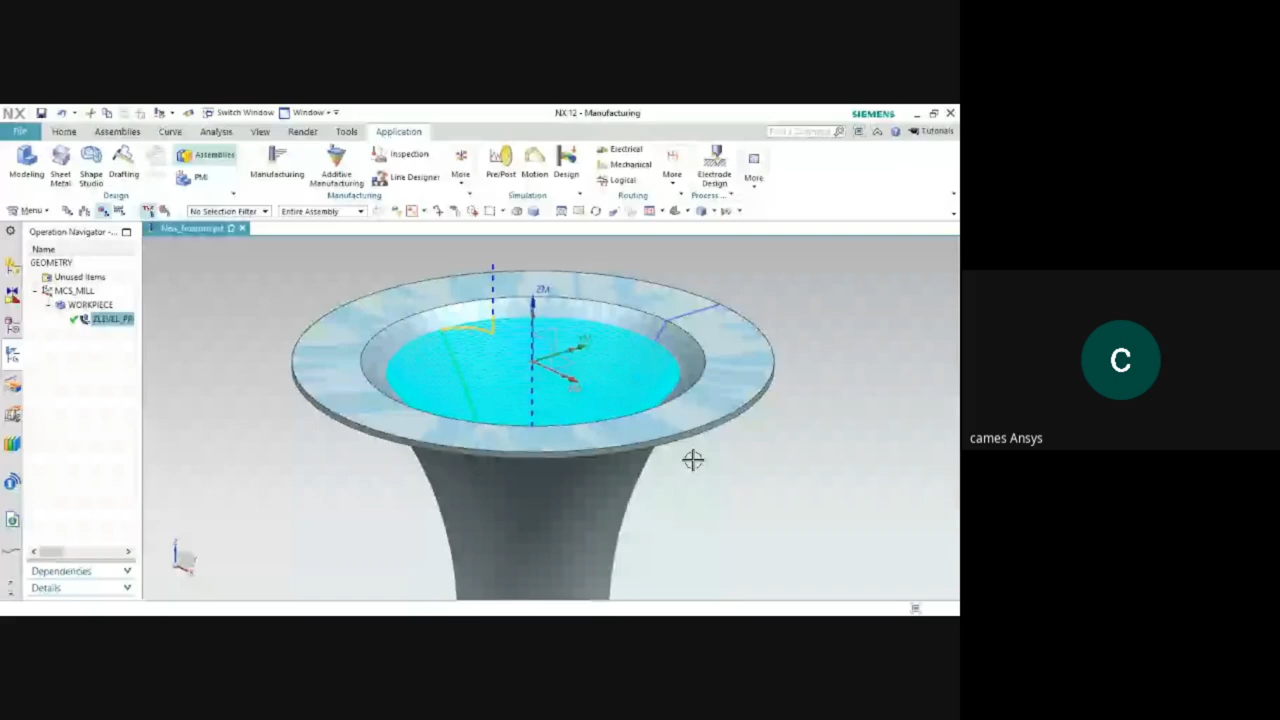 NX Switch Window Window NX 12 - Manufacturing SIEMENS
File Home Assemblies Curve Analysis View Render Tools Application Tutorials
Modeling Sheet Metal Shape Studio Drafting Assemblies PMI Manufacturing Additive Manufacturing Inspection Line Designer More Pre/Post Motion Design Electrical Mechanical Logical More Electrode Design More
Design Manufacturing Simulation Routing Process ...
Menu No Selection Filter Entire Assembly
Operation Navigator -...
Name
GEOMETRY
Unused Items
MCS_MILL
WORKPIECE
ZLEVEL_PR
ZM
Dependencies
Details
C
cames Ansys